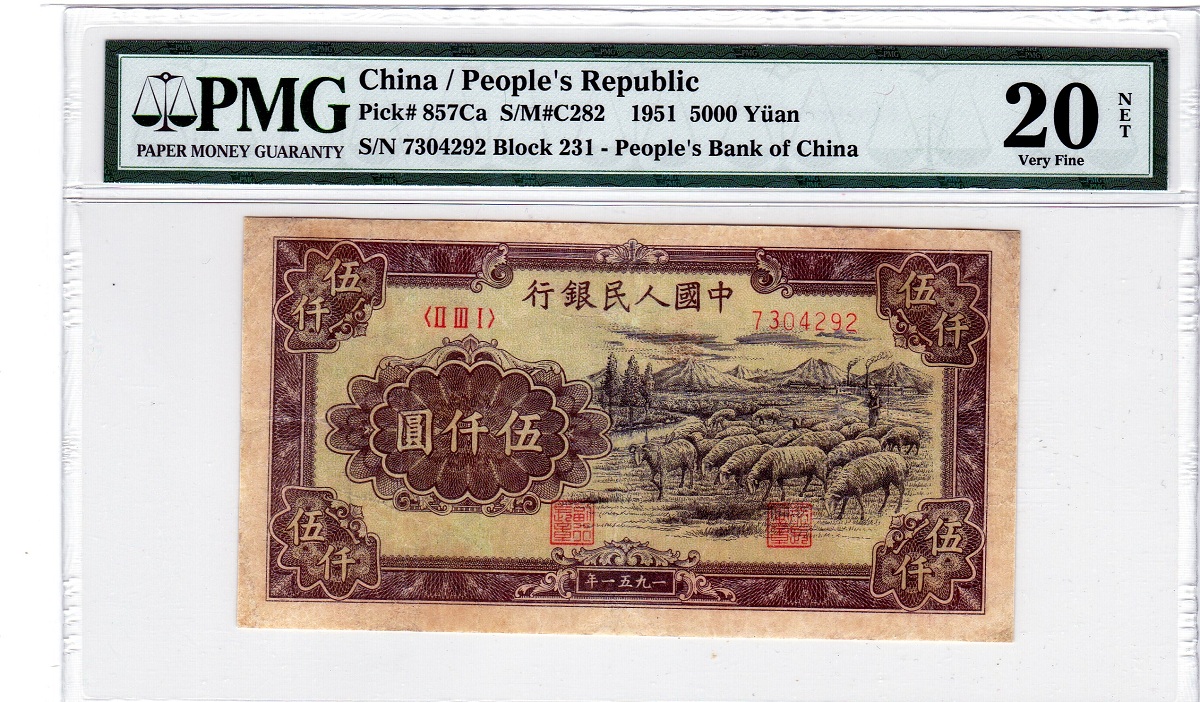 PMG
PAPER MONEY GUARANTY
China / People's Republic
Pick# 857Ca S/M#C282 1951 5000 Yüan
S/N 7304292 Block 231 - People's Bank of China
20
NET
Very Fine
行銀民人國中
〈II III I〉
7304292
伍仟
伍仟
圓仟伍
伍仟
伍仟
年一五九一